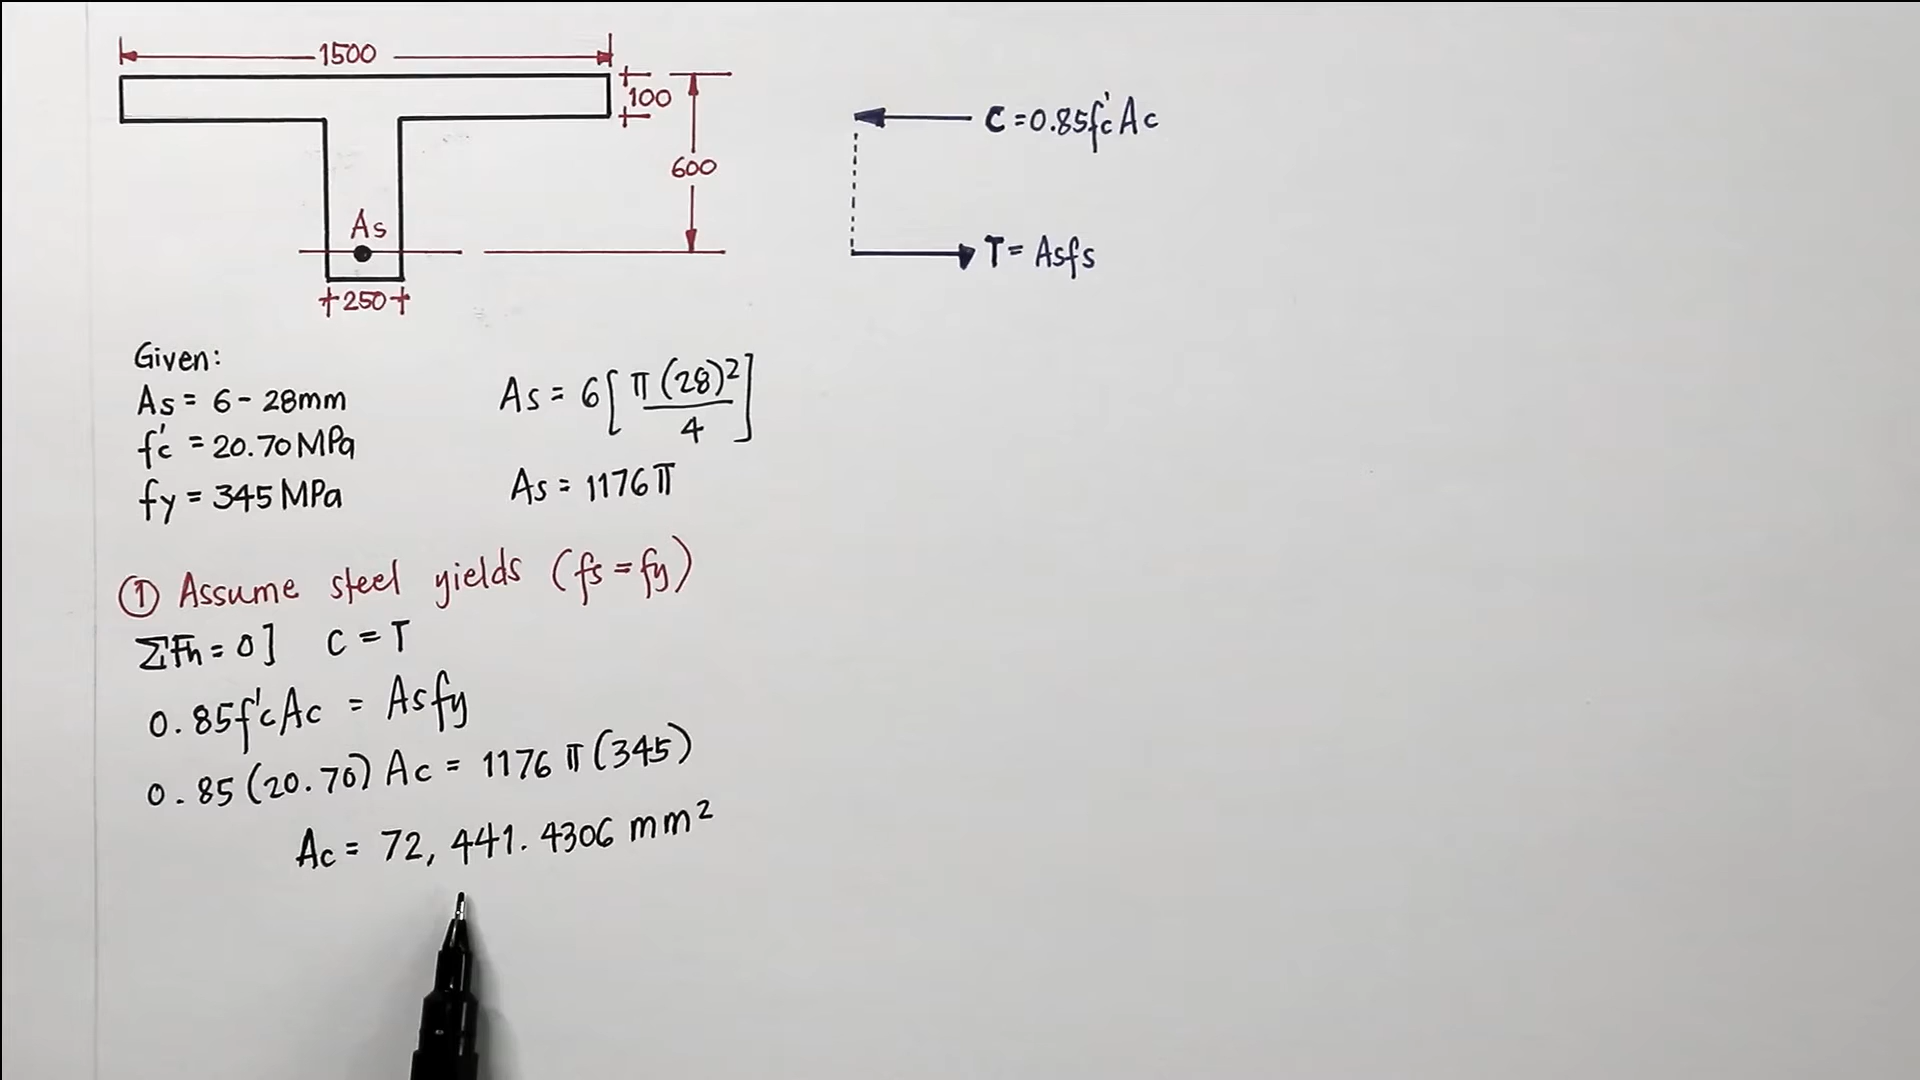 1500
100
600
As
250
C = 0.85f'c Ac
T = Asfs
Given:
As = 6 - 28mm
f'c = 20.70 MPa
fy = 345 MPa
As = 6[π(28)²/4]
As = 1176π
① Assume steel yields (fs = fy)
ΣFh = 0] C = T
0.85f'cAc = Asfy
0.85(20.70) Ac = 1176π(345)
Ac = 72,441.4306 mm²